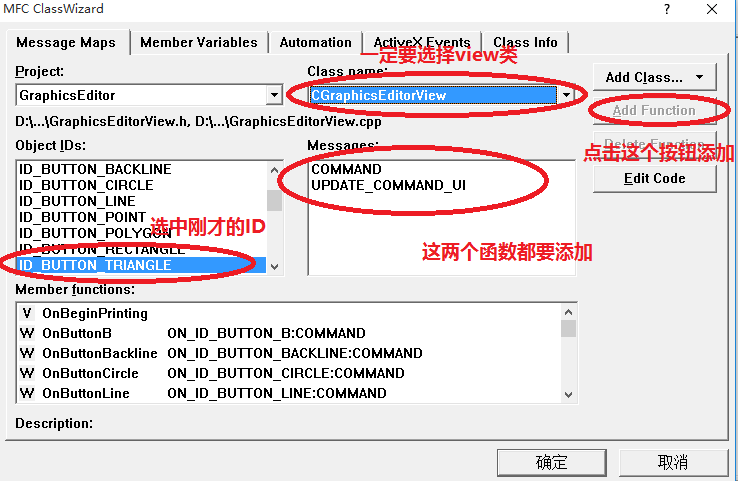 MFC ClassWizard
Message Maps
Member Variables
Automation
ActiveX Events
Class Info
一定要选择view类
Project:
Class name:
Add Class...
GraphicsEditor
CGraphicsEditorView
Add Function
D:\...\GraphicsEditorView.h, D:\...\GraphicsEditorView.cpp
Delete Function
点击这个按钮添加
Object IDs:
Messages:
Edit Code
ID_BUTTON_BACKLINE
ID_BUTTON_CIRCLE
ID_BUTTON_LINE
ID_BUTTON_POINT
ID_BUTTON_POLYGON
ID_BUTTON_RECTANGLE
ID_BUTTON_TRIANGLE
COMMAND
UPDATE_COMMAND_UI
选中刚才的ID
这两个函数都要添加
Member functions:
V OnBeginPrinting
W OnButtonB ON_ID_BUTTON_B:COMMAND
W OnButtonBackline ON_ID_BUTTON_BACKLINE:COMMAND
W OnButtonCircle ON_ID_BUTTON_CIRCLE:COMMAND
W OnButtonLine ON_ID_BUTTON_LINE:COMMAND
Description:
确定
取消